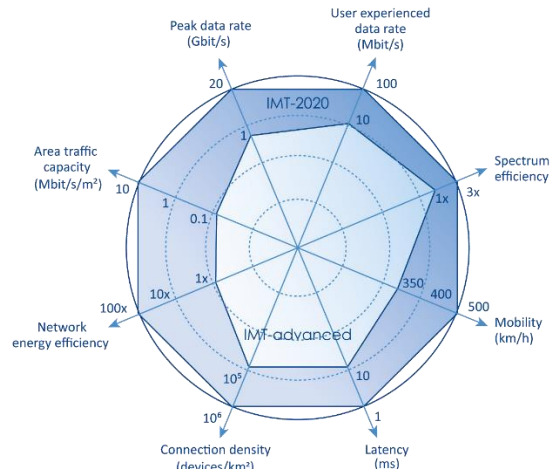 Peak data rate
(Gbit/s)
User experienced
data rate
(Mbit/s)
20
100
IMT-2020
1
10
Area traffic
capacity
(Mbit/s/m²)
Spectrum
efficiency
10
1
0.1
1x
3x
1x
10x
100x
350
400
500
Network
energy efficiency
Mobility
(km/h)
IMT-advanced
10⁵
10
10⁶
1
Connection density
(devices/km²)
Latency
(ms)